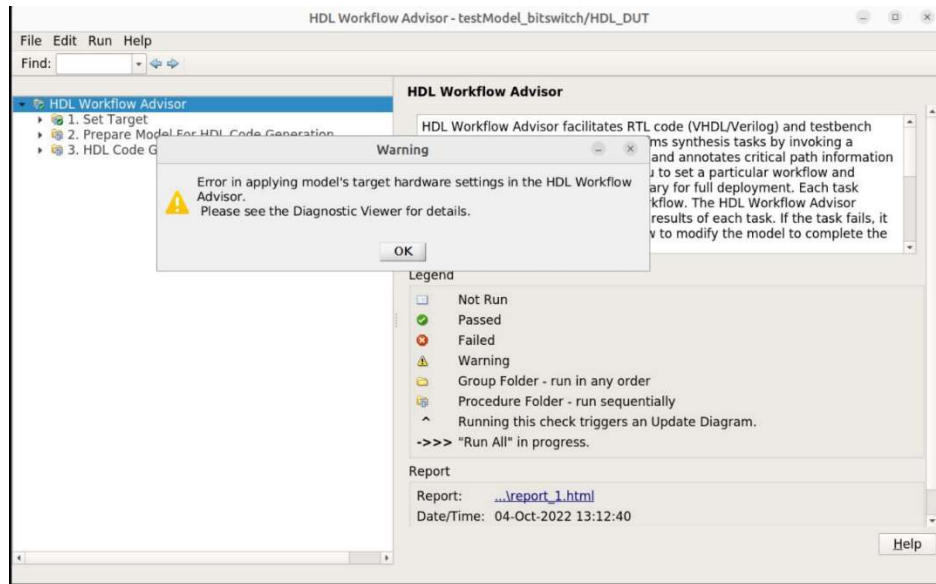 HDL Workflow Advisor - testModel_bitswitch/HDL_DUT
File Edit Run Help
Find:
HDL Workflow Advisor
1. Set Target
2. Prepare Model For HDL Code Generation
3. HDL Code G
HDL Workflow Advisor
HDL Workflow Advisor facilitates RTL code (VHDL/Verilog) and testbench
ms synthesis tasks by invoking a
and annotates critical path information
u to set a particular workflow and
ary for full deployment. Each task
kflow. The HDL Workflow Advisor
results of each task. If the task fails, it
w to modify the model to complete the
Warning
Error in applying model's target hardware settings in the HDL Workflow
Advisor.
Please see the Diagnostic Viewer for details.
OK
Legend
Not Run
Passed
Failed
Warning
Group Folder - run in any order
Procedure Folder - run sequentially
^ Running this check triggers an Update Diagram.
->>> "Run All" in progress.
Report
Report: ...\report_1.html
Date/Time: 04-Oct-2022 13:12:40
Help